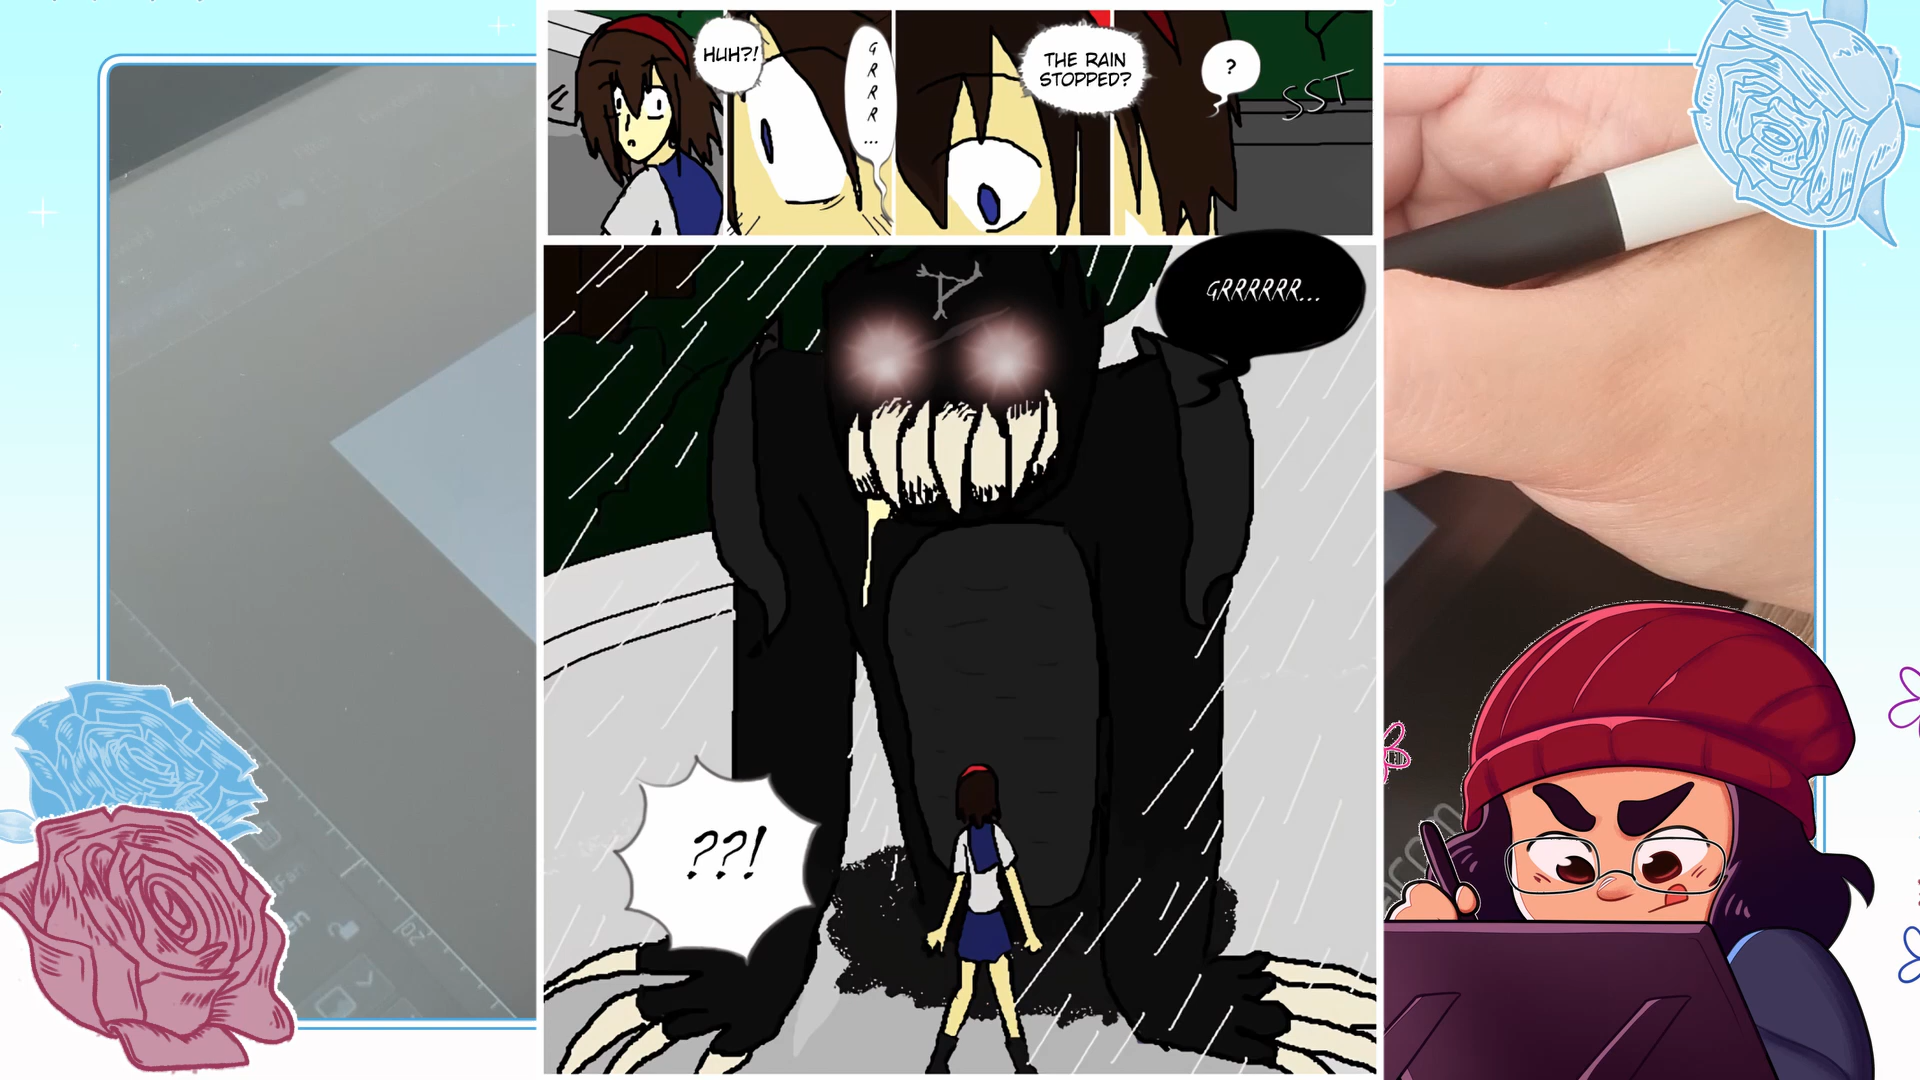 HUH?!
G
R
R
R
...
THE RAIN
STOPPED?
?
SST
GRRRRRR...
??!